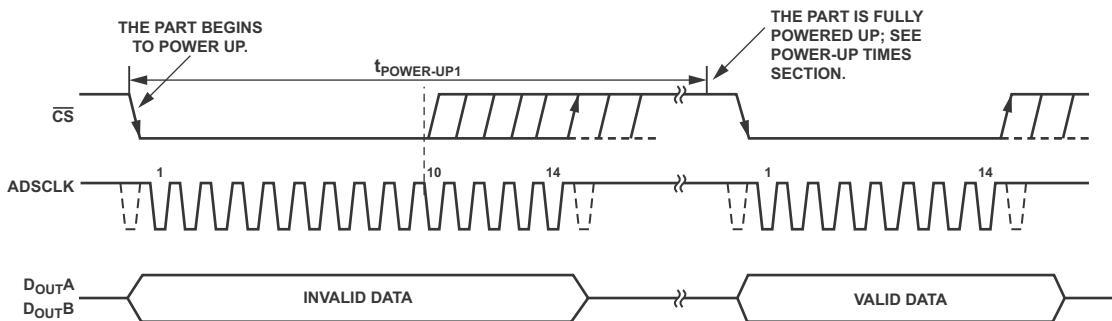 THE PART BEGINS
TO POWER UP.
THE PART IS FULLY
POWERED UP; SEE
POWER-UP TIMES
SECTION.
tPOWER-UP1
CS
ADSCLK
1
10
14
1
14
DOUTA
DOUTB
INVALID DATA
VALID DATA